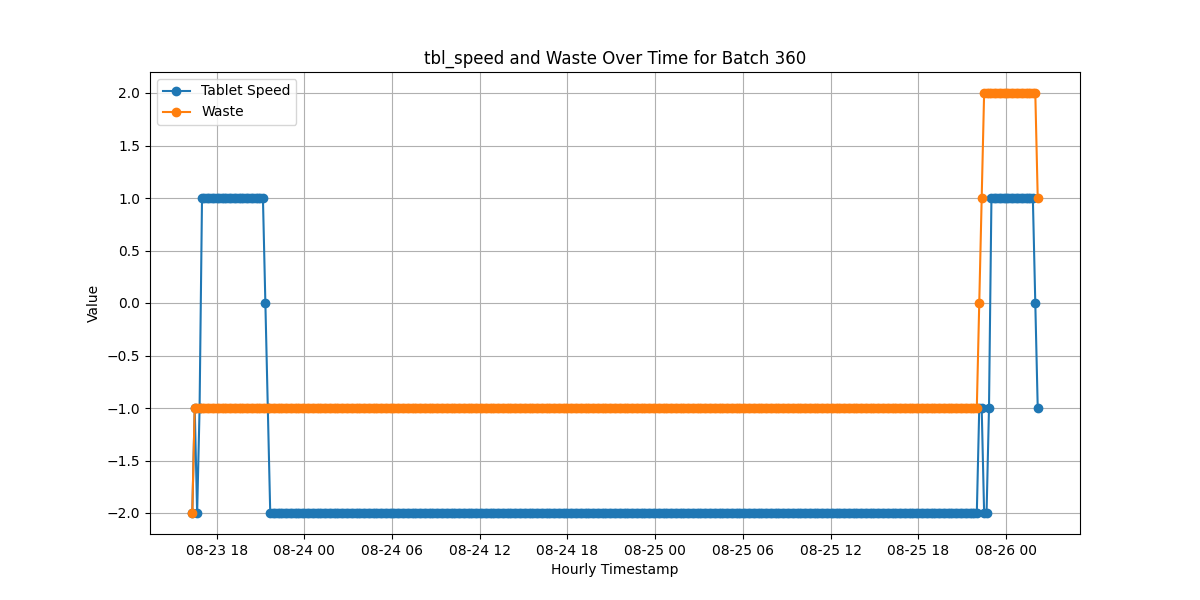 tbl_speed and Waste Over Time for Batch 360
Tablet Speed
Waste
Value
2.0
1.5
1.0
0.5
0.0
−0.5
−1.0
−1.5
−2.0
08-23 18 08-24 00 08-24 06 08-24 12 08-24 18 08-25 00 08-25 06 08-25 12 08-25 18 08-26 00
Hourly Timestamp